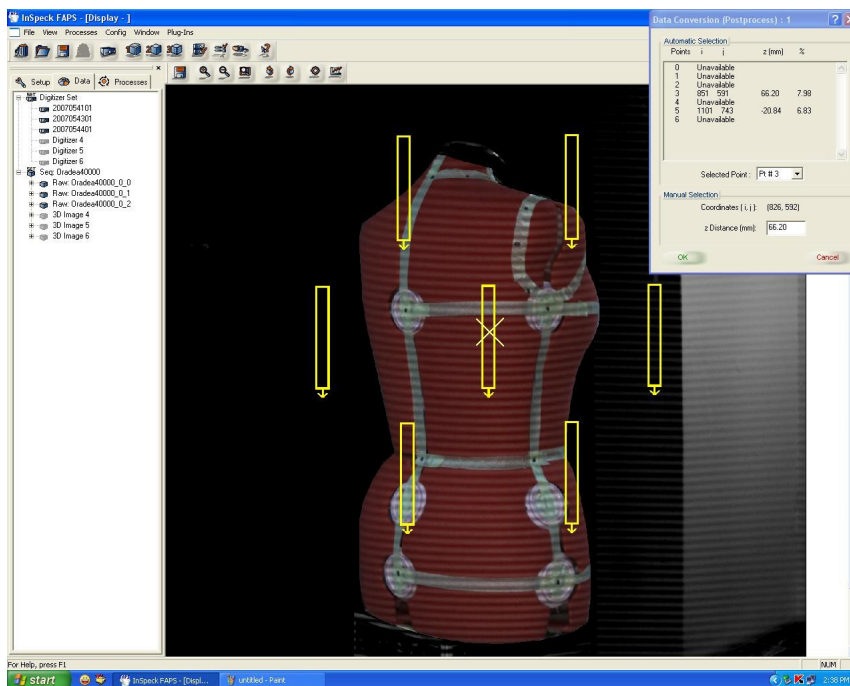 InSpeck FAPS - [Display - ]
File View Processes Config Window Plug-Ins
Setup Data Processes
Digitizer Set
2007054101
2007054301
2007054401
Digitizer 4
Digitizer 5
Digitizer 6
Seq: Oradea40000
Raw: Oradea40000_0_0
Raw: Oradea40000_0_1
Raw: Oradea40000_0_2
3D Image 4
3D Image 5
3D Image 6
Data Conversion (Postprocess) : 1
Automatic Selection
Points i j z (mm) %
0 Unavailable
1 Unavailable
2 Unavailable
3 851 591 66.20 7.98
4 Unavailable
5 1101 743 -20.84 6.83
6 Unavailable
Selected Point : Pt # 3
Manual Selection
Coordinates ( i, j ): (826, 592)
z Distance (mm): 66.20
OK Cancel
For Help, press F1 NUM
start InSpeck FAPS - [Displ... untitled - Paint 2:38 PM